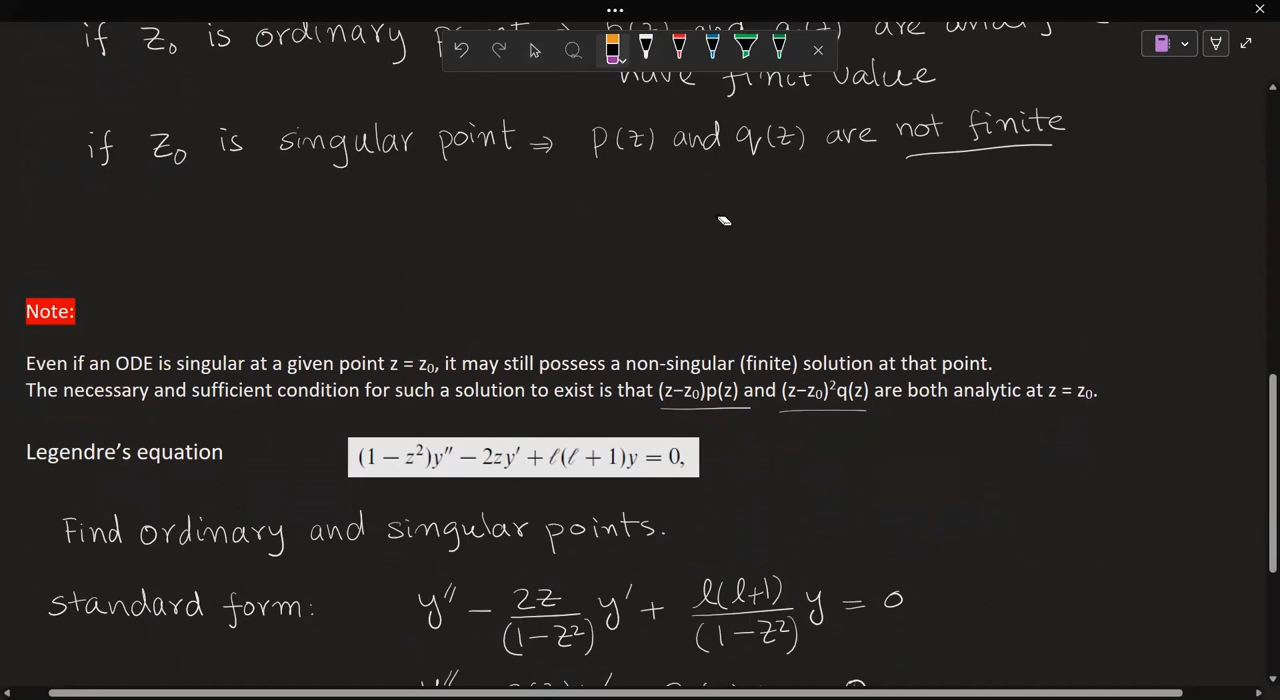 if z₀ is ordinary and are
have finit value
if z₀ is singular point ⇒ p(z) and q(z) are not finite
Note:
Even if an ODE is singular at a given point z = z₀, it may still possess a non-singular (finite) solution at that point.
The necessary and sufficient condition for such a solution to exist is that (z−z₀)p(z) and (z−z₀)²q(z) are both analytic at z = z₀.
Legendre's equation (1 − z²)y″ − 2zy′ + ℓ(ℓ + 1)y = 0,
Find ordinary and singular points.
standard form: y″ − 2z/(1−z²) y′ + l(l+1)/(1−z²) y = 0